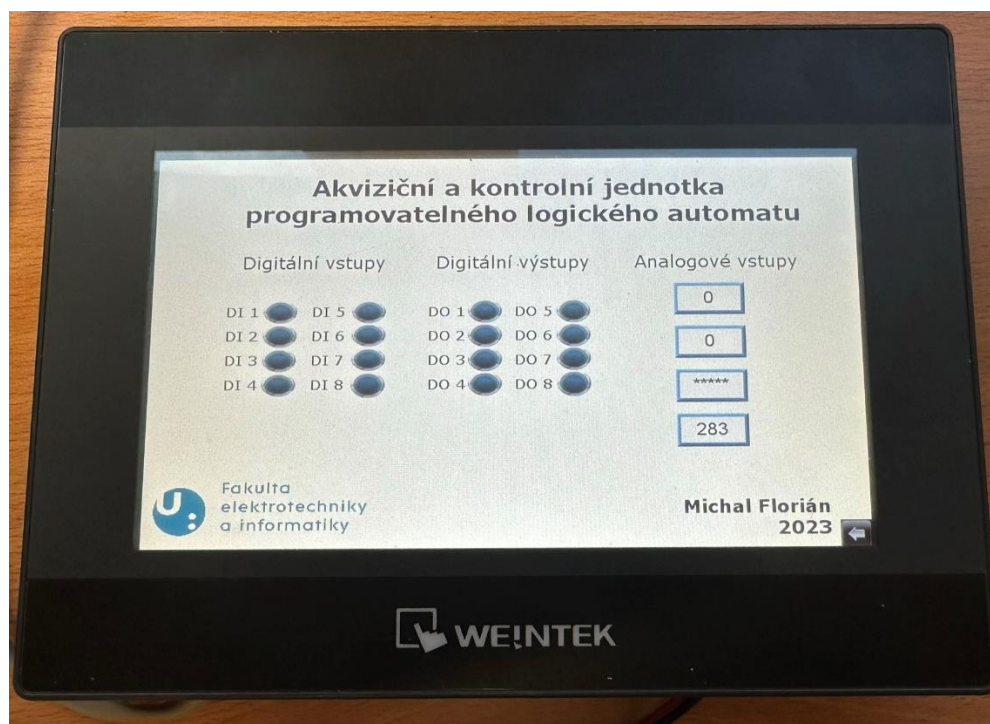 Akviziční a kontrolní jednotka
programovatelného logického automatu
Digitální vstupy
DI 1 DI 5
DI 2 DI 6
DI 3 DI 7
DI 4 DI 8
Digitální výstupy
DO 1 DO 5
DO 2 DO 6
DO 3 DO 7
DO 4 DO 8
Analogové vstupy
0
0
*****
283
U:
Fakulta
elektrotechniky
a informatiky
Michal Florián
2023
WE!NTEK